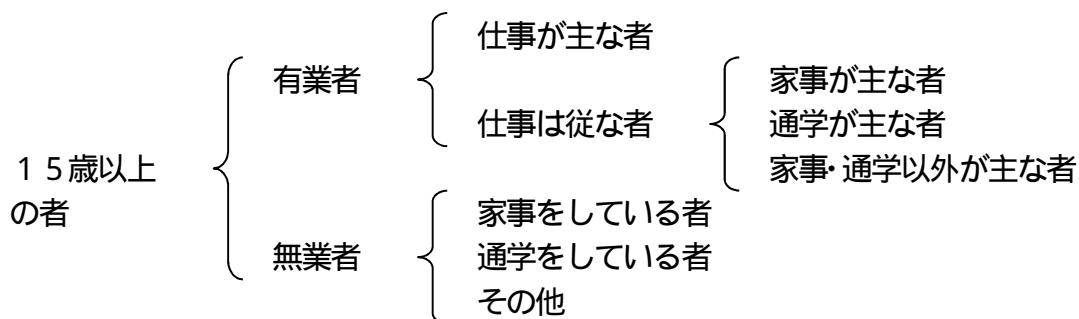 仕事が主な者
有業者
家事が主な者
仕事は従な者
通学が主な者
１５歳以上
の者
家事・通学以外が主な者
家事をしている者
無業者
通学をしている者
その他